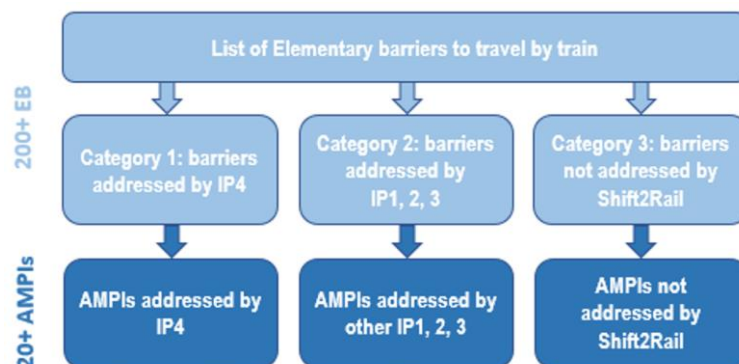 List of Elementary barriers to travel by train
200+ EB
Category 1: barriers
addressed by IP4
Category 2: barriers
addressed by
IP1, 2, 3
Category 3: barriers
not addressed by
Shift2Rail
20+ AMPIs
AMPIs addressed by
IP4
AMPIs addressed by
other IP1, 2, 3
AMPIs not
addressed by
Shift2Rail